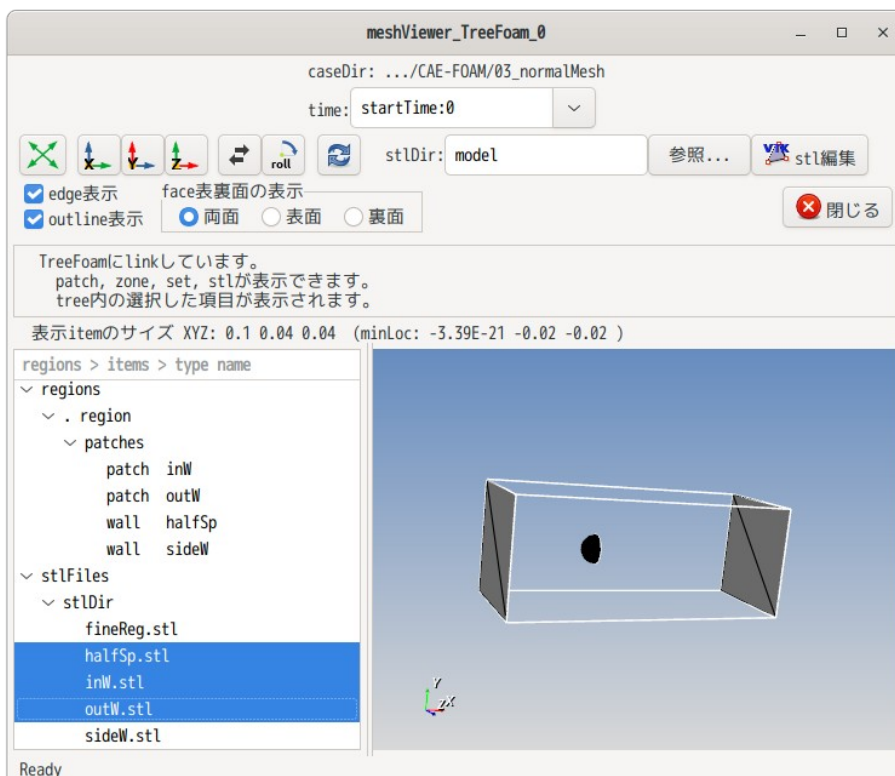 meshViewer_TreeFoam_0
caseDir: .../CAE-FOAM/03_normalMesh
time: startTime:0
X Y Z roll stlDir: model 参照... VTK stl編集
edge表示 face表裏面の表示
outline表示 両面 表面 裏面 閉じる
TreeFoamにlinkしています。
patch, zone, set, stlが表示できます。
tree内の選択した項目が表示されます。
表示itemのサイズ XYZ: 0.1 0.04 0.04 (minLoc: -3.39E-21 -0.02 -0.02 )
regions > items > type name
regions
. region
patches
patch inW
patch outW
wall halfSp
wall sideW
stlFiles
stlDir
fineReg.stl
halfSp.stl
inW.stl
outW.stl
sideW.stl
Y
ZX
Ready